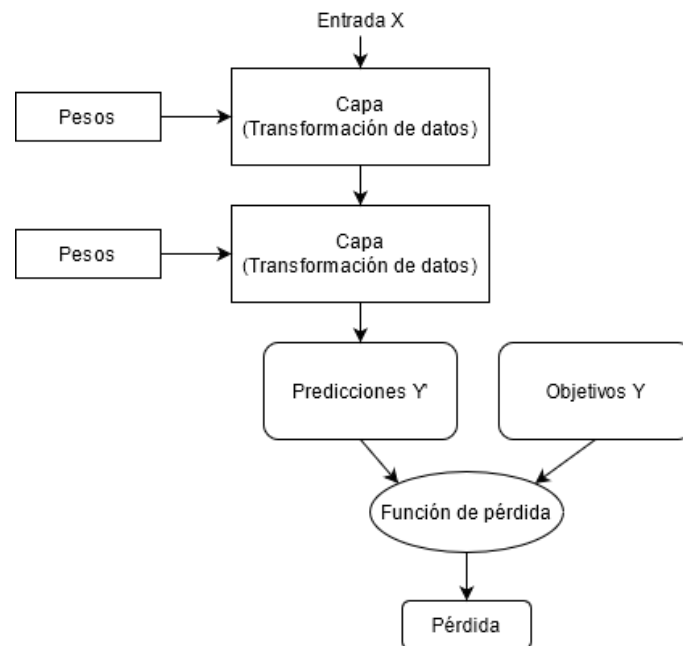 Entrada X
Pesos
Capa
(Transformación de datos)
Pesos
Capa
(Transformación de datos)
Predicciones Y'
Objetivos Y
Función de pérdida
Pérdida